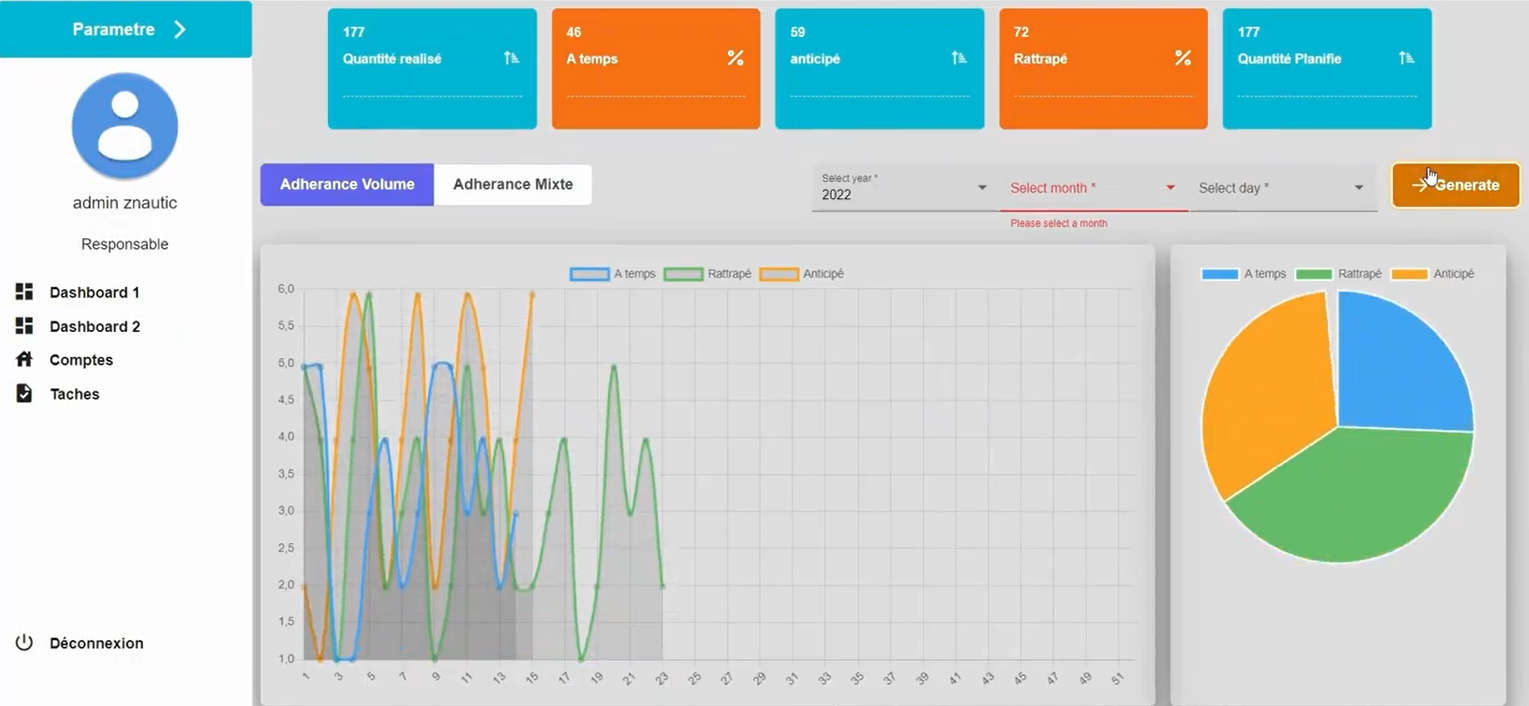 Parametre
admin znautic
Responsable
Dashboard 1
Dashboard 2
Comptes
Taches
Déconnexion
177
Quantité realisé
46
A temps
59
anticipé
72
Rattrapé
177
Quantité Planifie
Adherance Volume
Adherance Mixte
Select year *
2022
Select month *
Please select a month
Select day *
Generate
A temps Rattrapé Anticipé
6,0
5,5
5,0
4,5
4,0
3,5
3,0
2,5
2,0
1,5
1,0
1 3 5 7 9 11 13 15 17 19 21 23 25 27 29 31 33 35 37 39 41 43 45 47 49 51
A temps Rattrapé Anticipé